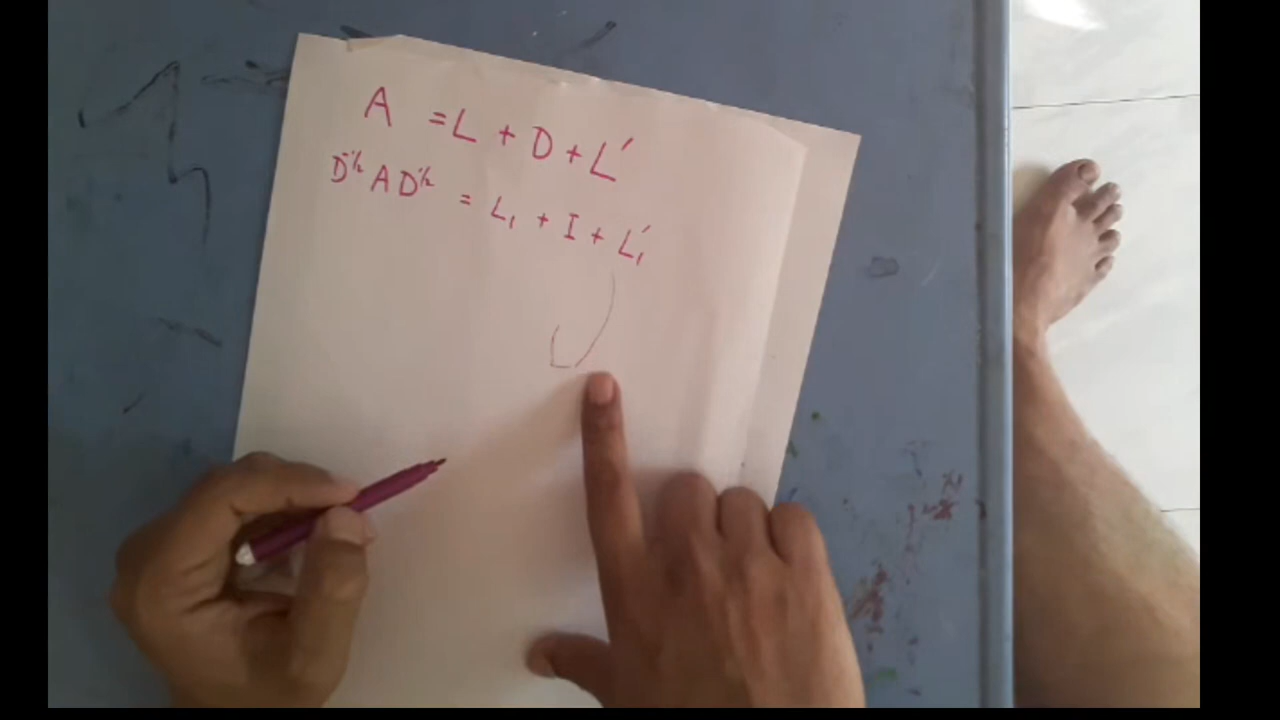 A = L + D + L'
D^-1/2 A D^-1/2 = L₁ + I + L₁'